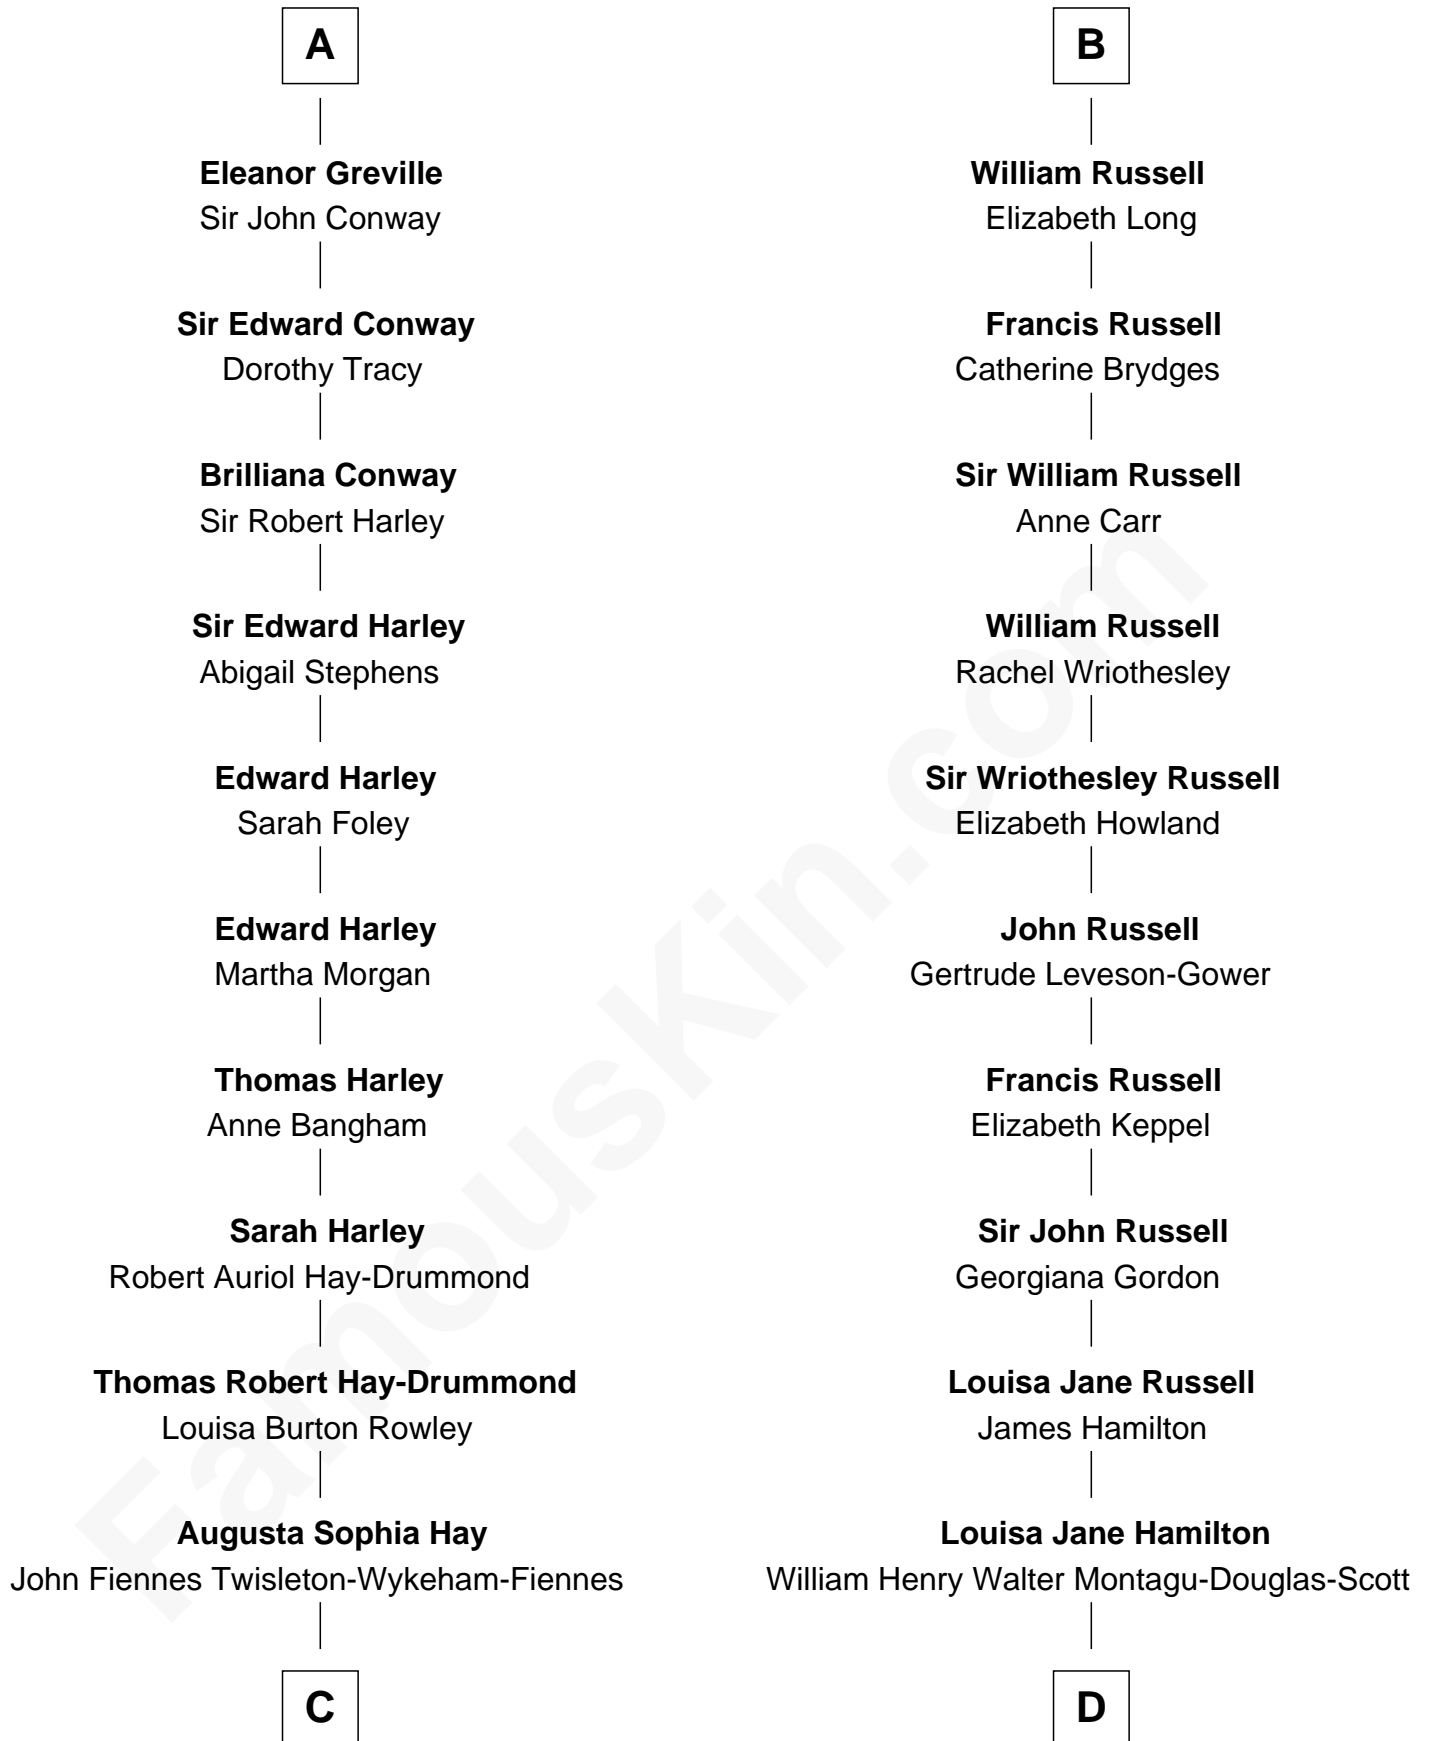 A
Eleanor Greville
Sir John Conway
Sir Edward Conway
Dorothy Tracy
Brilliana Conway
Sir Robert Harley
Sir Edward Harley
Abigail Stephens
Edward Harley
Sarah Foley
Edward Harley
Martha Morgan
Thomas Harley
Anne Bangham
Sarah Harley
Robert Auriol Hay-Drummond
Thomas Robert Hay-Drummond
Louisa Burton Rowley
Augusta Sophia Hay
John Fiennes Twisleton-Wykeham-Fiennes
C
B
William Russell
Elizabeth Long
Francis Russell
Catherine Brydges
Sir William Russell
Anne Carr
William Russell
Rachel Wriothesley
Sir Wriothesley Russell
Elizabeth Howland
John Russell
Gertrude Leveson-Gower
Francis Russell
Elizabeth Keppel
Sir John Russell
Georgiana Gordon
Louisa Jane Russell
James Hamilton
Louisa Jane Hamilton
William Henry Walter Montagu-Douglas-Scott
D
FamousKin.com